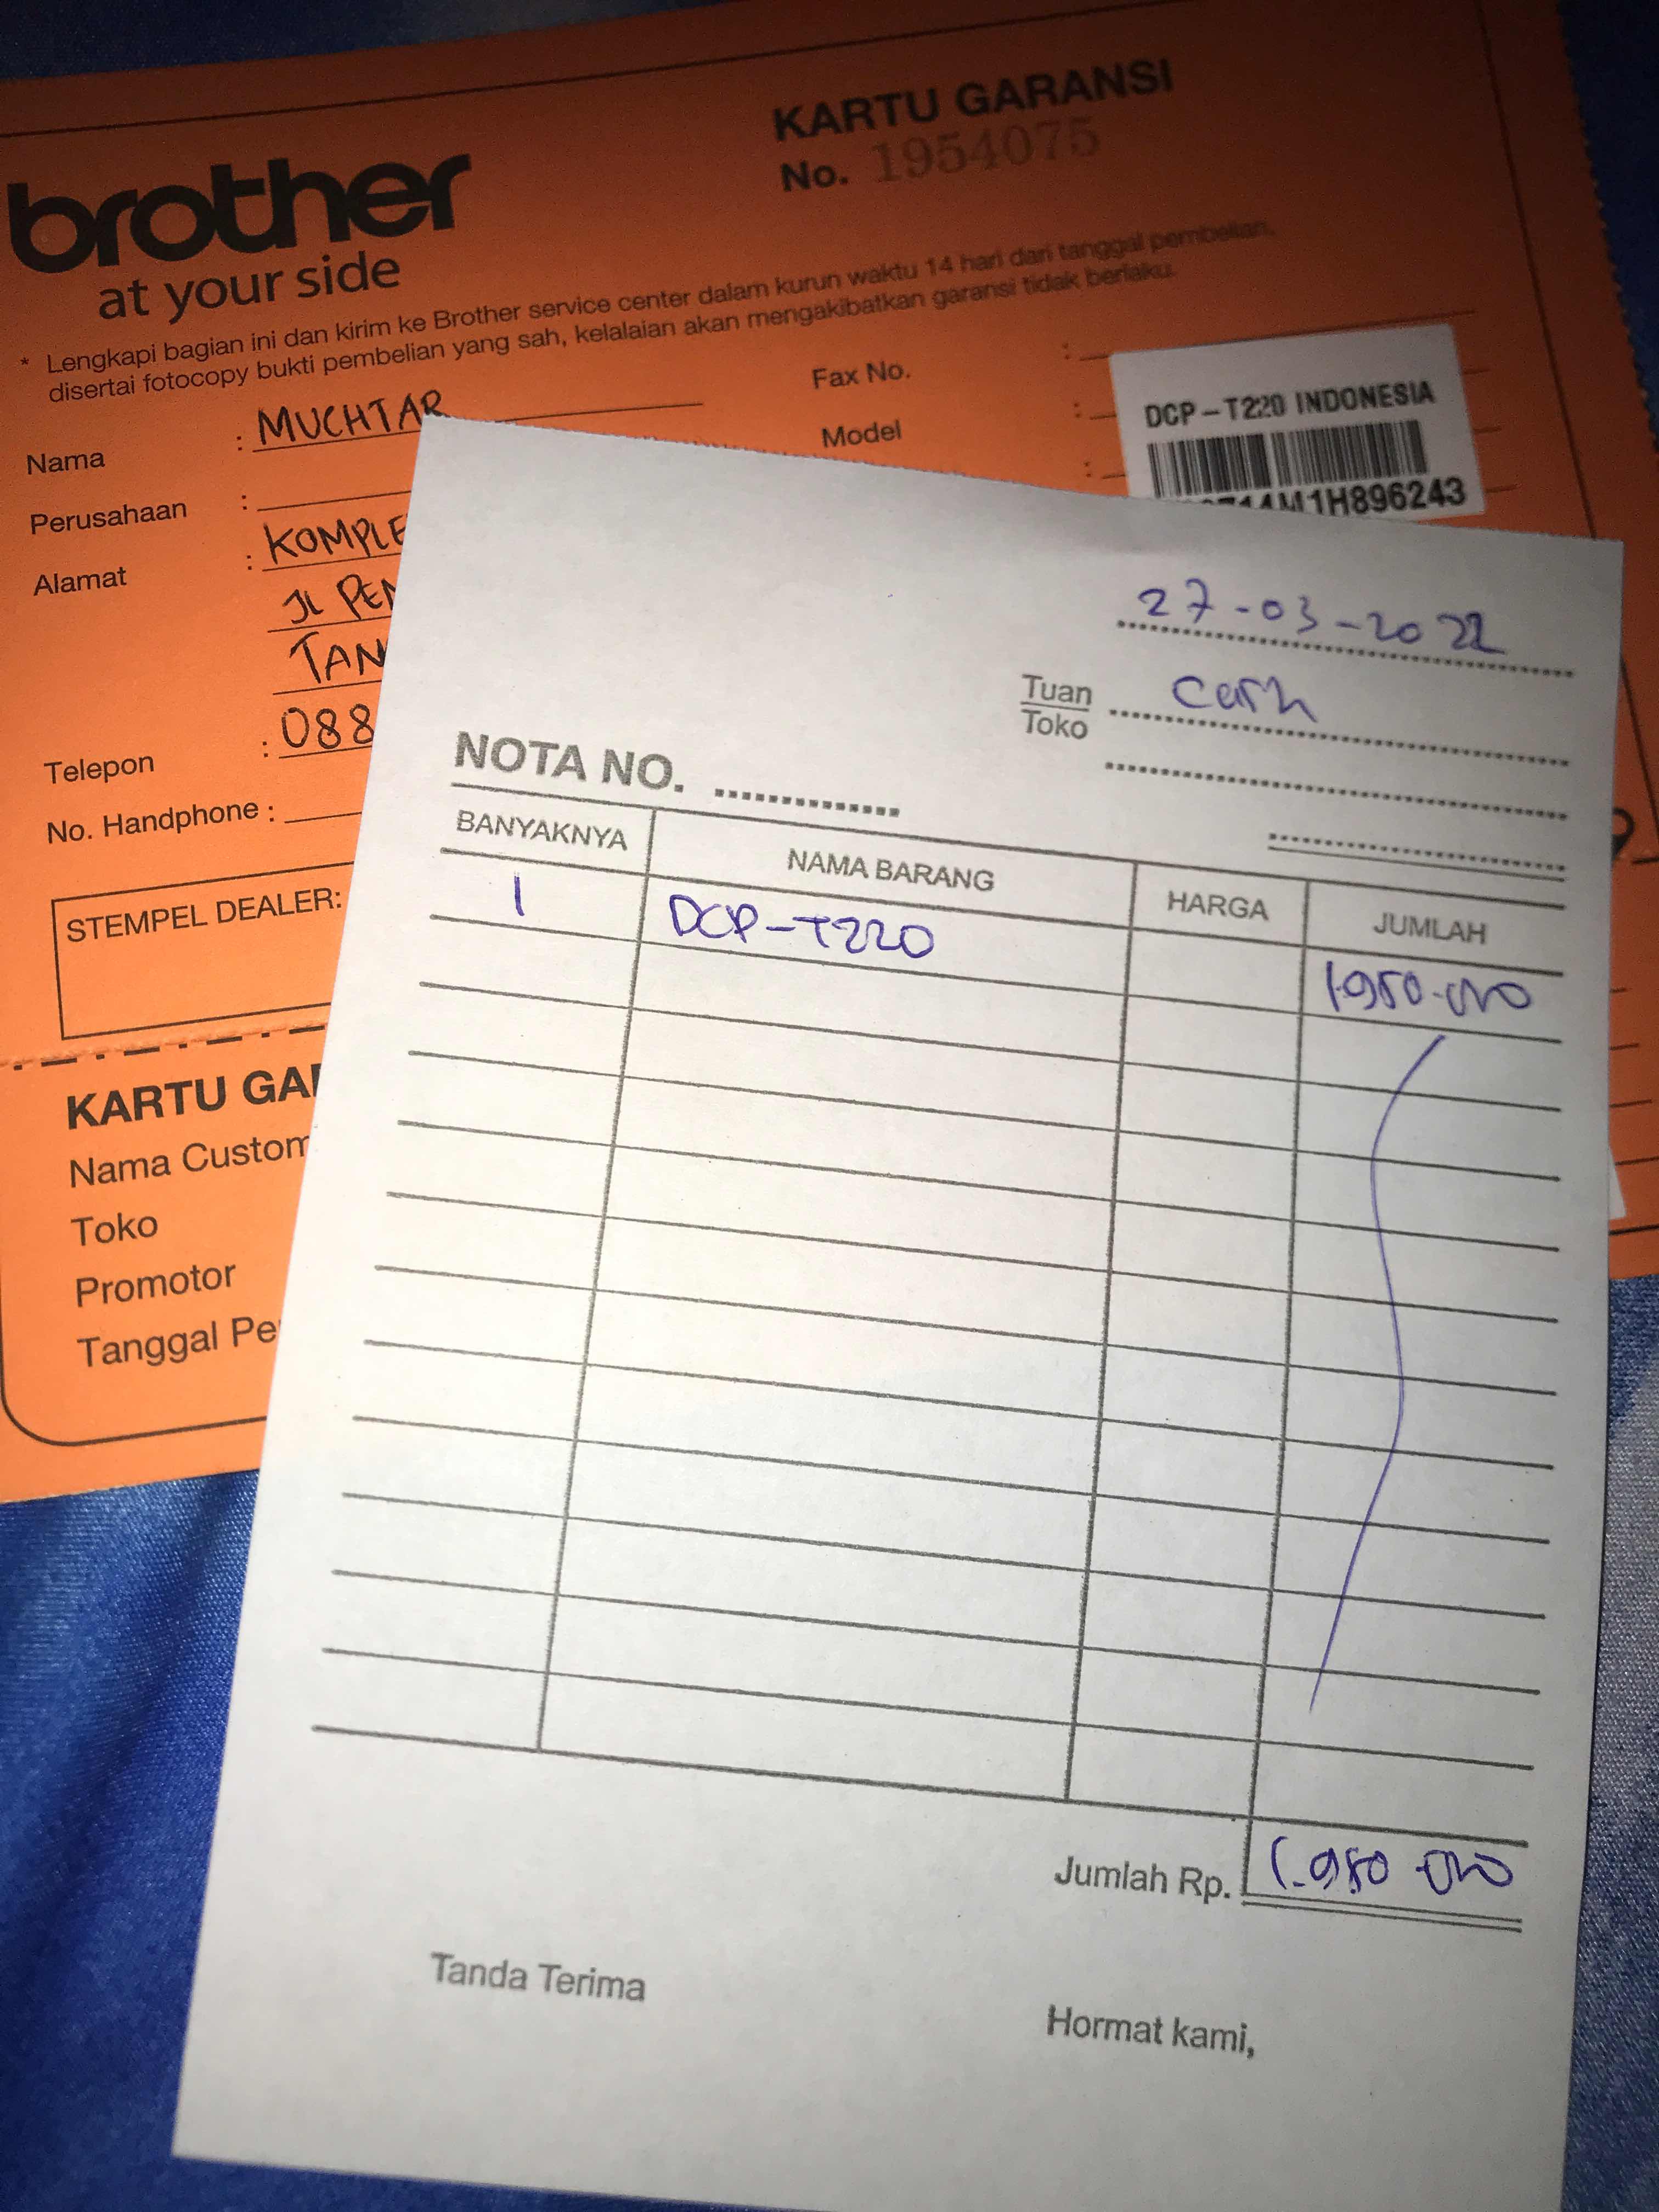 brother
at your side
KARTU GARANSI
No. 1954075
* Lengkapi bagian ini dan kirim ke Brother service center dalam kurun waktu 14 hari dari tanggal pembelian,
disertai fotocopy bukti pembelian yang sah, kelalaian akan mengakibatkan garansi tidak berlaku.
Nama : MUCHTAR
Perusahaan :
Alamat : KOMPLE
JL PEN
TAN
Telepon : 088
No. Handphone :
Fax No. :
Model :
DCP-T220 INDONESIA
M1H896243
STEMPEL DEALER:
KARTU GA
Nama Custom
Toko
Promotor
Tanggal Pe
27-03-2022
Tuan
Toko
Cash
NOTA NO.
BANYAKNYA NAMA BARANG HARGA JUMLAH
1 DCP-T220 1.950.000
Jumlah Rp. 1.950.000
Tanda Terima
Hormat kami,